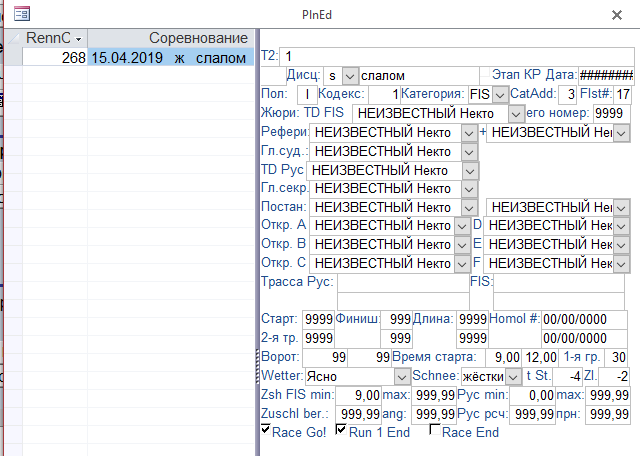 PlnEd
RennC Соревнование
268 15.04.2019 ж слалом
T2: 1
Дисц: s слалом Этап КР Дата: ########
Пол: l Кодекс: 1 Категория: FIS CatAdd: 3 Flst#: 17
Жюри: TD FIS НЕИЗВЕСТНЫЙ Некто его номер: 9999
Рефери: НЕИЗВЕСТНЫЙ Некто + НЕИЗВЕСТНЫЙ Нек
Гл.суд.: НЕИЗВЕСТНЫЙ Некто
TD Рус НЕИЗВЕСТНЫЙ Некто
Гл.секр. НЕИЗВЕСТНЫЙ Некто
Постан: НЕИЗВЕСТНЫЙ Некто НЕИЗВЕСТНЫЙ Нек
Откр. A НЕИЗВЕСТНЫЙ Некто D НЕИЗВЕСТНЫЙ Нек
Откр. B НЕИЗВЕСТНЫЙ Некто E НЕИЗВЕСТНЫЙ Нек
Откр. C НЕИЗВЕСТНЫЙ Некто F НЕИЗВЕСТНЫЙ Нек
Трасса Рус: FIS:
Старт: 9999 Финиш: 999 Длина: 9999 Homol #: 00/00/0000
2-я тр. 9999 999 9999 00/00/0000
Ворот: 99 99 Время старта: 9,00 12,00 1-я гр. 30
Wetter: Ясно Schnee: жёстки t St. -4 Zl. -2
Zsh FIS min: 9,00 max: 999,99 Рус min: 0,00 max: 999,99
Zuschl ber.: 999,99 ang: 999,99 Рус рсч: 999,99 прн: 999,99
Race Go! Run 1 End Race End